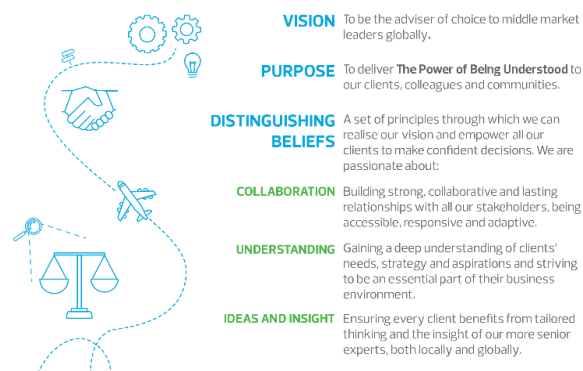 VISION To be the adviser of choice to middle market
leaders globally.
PURPOSE To deliver The Power of Being Understood to
our clients, colleagues and communities.
DISTINGUISHING A set of principles through which we can
BELIEFS realise our vision and empower all our
clients to make confident decisions. We are
passionate about:
COLLABORATION Building strong, collaborative and lasting
relationships with all our stakeholders, being
accessible, responsive and adaptive.
UNDERSTANDING Gaining a deep understanding of clients'
needs, strategy and aspirations and striving
to be an essential part of their business
environment.
IDEAS AND INSIGHT Ensuring every client benefits from tailored
thinking and the insight of our more senior
experts, both locally and globally.